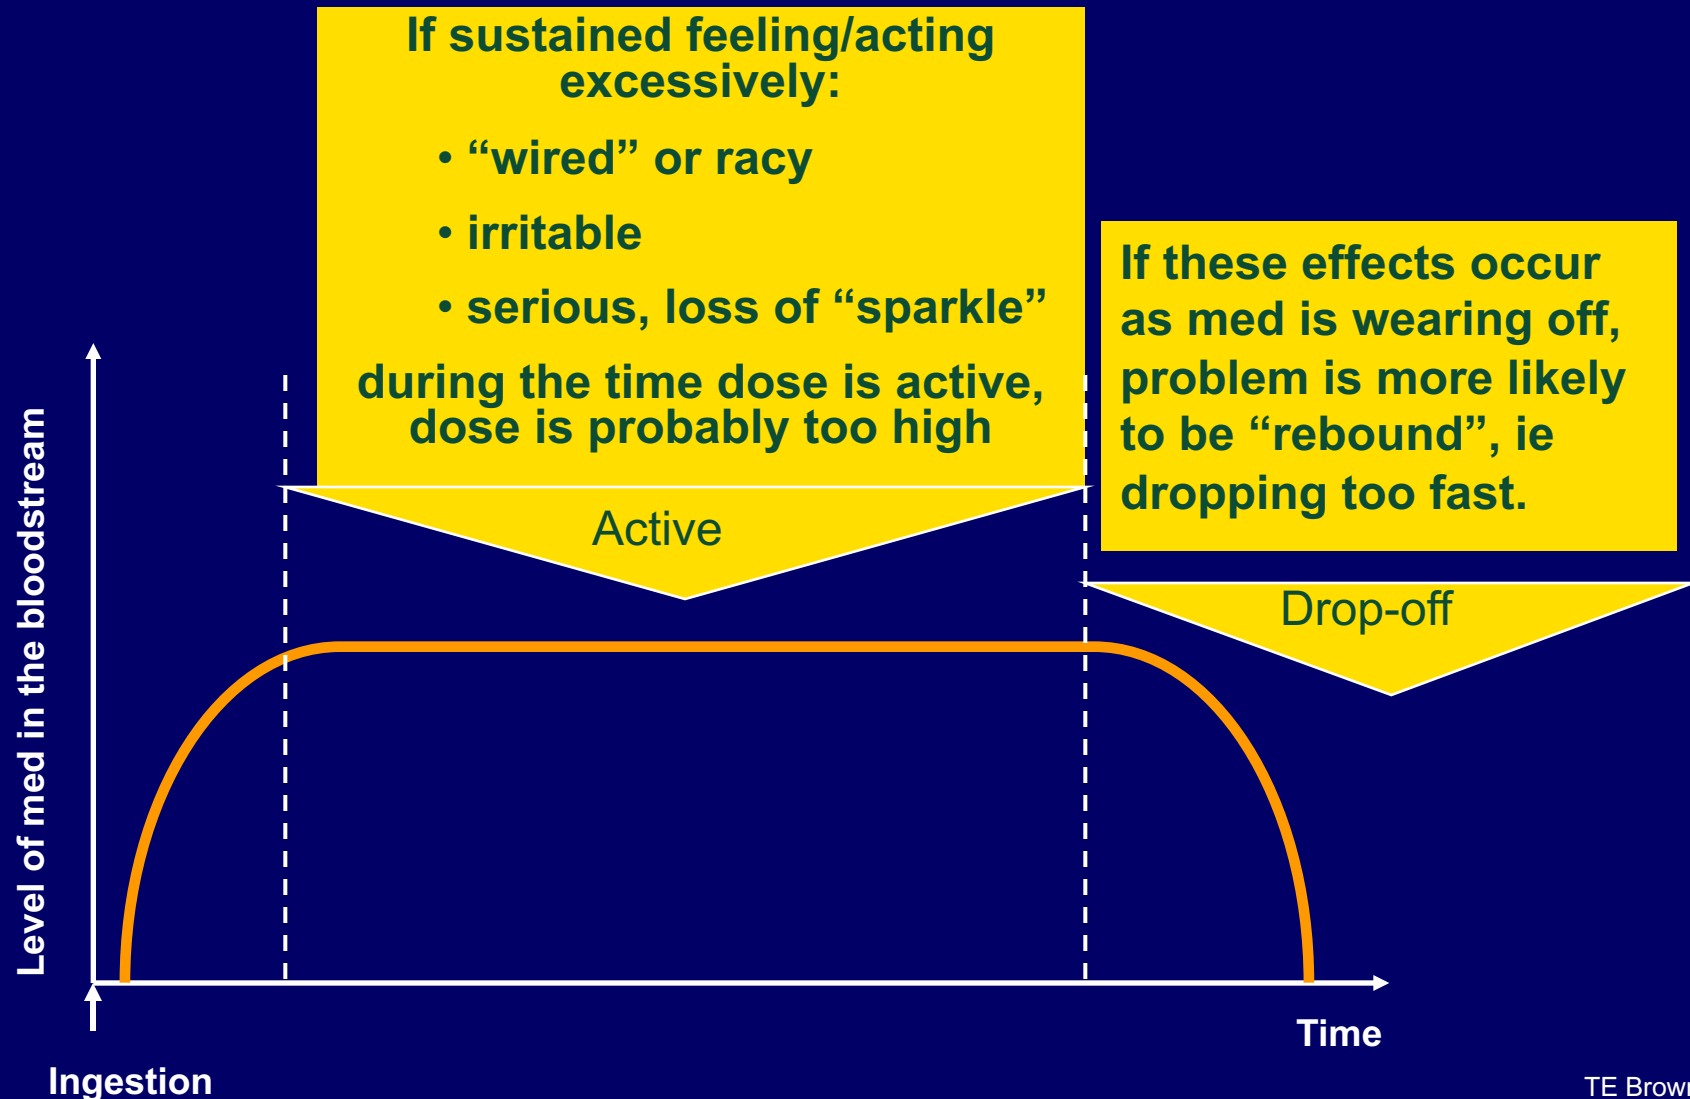 If sustained feeling/acting
excessively:
• “wired” or racy
• irritable
• serious, loss of “sparkle”
during the time dose is active,
dose is probably too high
Active
If these effects occur
as med is wearing off,
problem is more likely
to be “rebound”, ie
dropping too fast.
Drop-off
Level of med in the bloodstream
Time
Ingestion
TE Brown